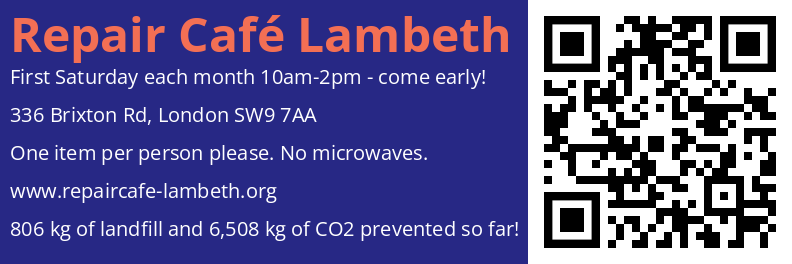 Repair Café Lambeth
First Saturday each month 10am-2pm - come early!
336 Brixton Rd, London SW9 7AA
One item per person please. No microwaves.
www.repaircafe-lambeth.org
806 kg of landfill and 6,508 kg of CO2 prevented so far!